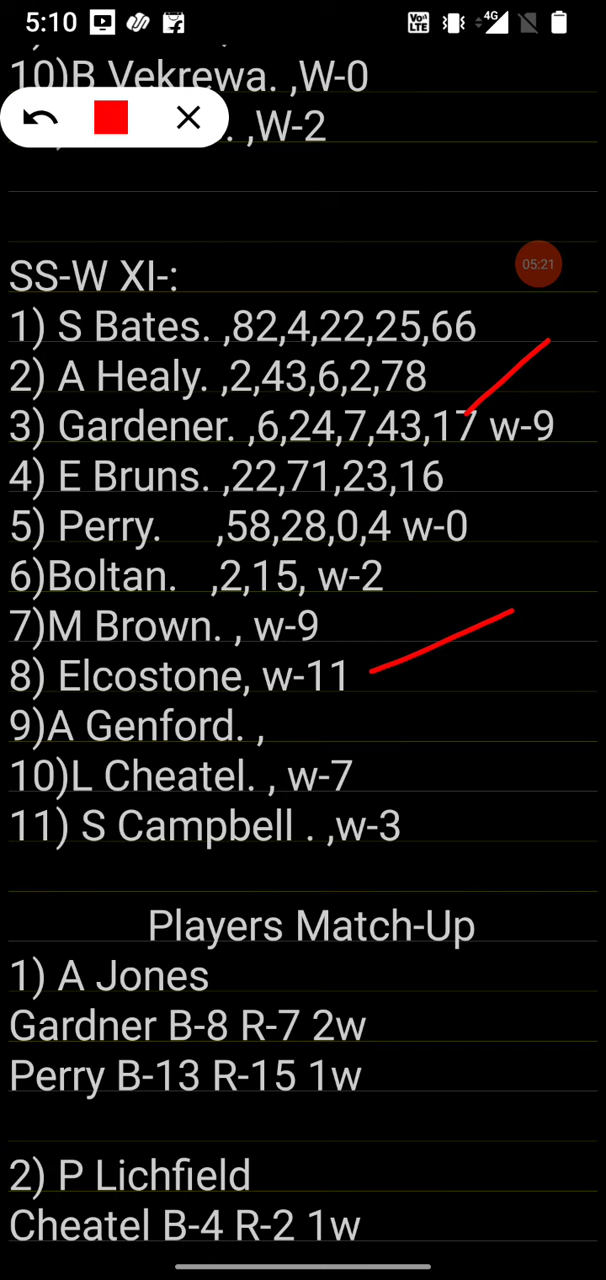 5:10
Vo)) LTE 4G
10)B Vekrewa. ,W-0
. ,W-2
05:21
SS-W XI-:
1) S Bates. ,82,4,22,25,66
2) A Healy. ,2,43,6,2,78
3) Gardener. ,6,24,7,43,17 w-9
4) E Bruns. ,22,71,23,16
5) Perry. ,58,28,0,4 w-0
6)Boltan. ,2,15, w-2
7)M Brown. , w-9
8) Elcostone, w-11
9)A Genford. ,
10)L Cheatel. , w-7
11) S Campbell . ,w-3
Players Match-Up
1) A Jones
Gardner B-8 R-7 2w
Perry B-13 R-15 1w
2) P Lichfield
Cheatel B-4 R-2 1w